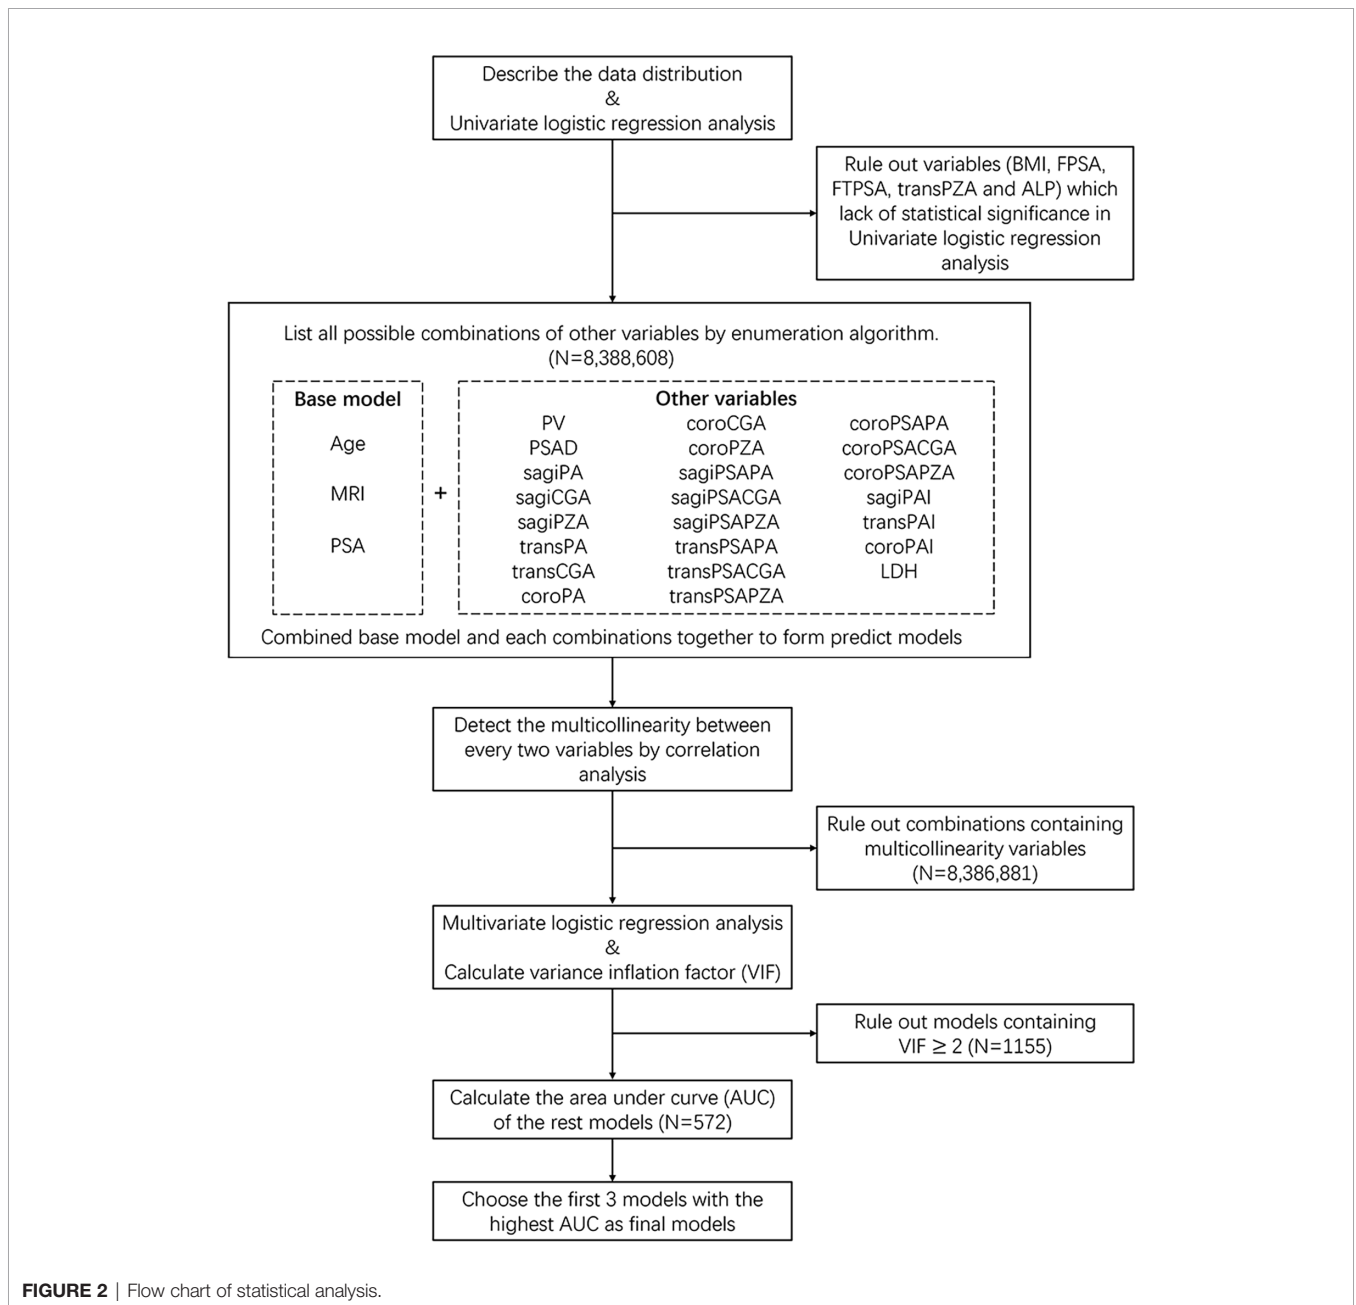 Describe the data distribution
&
Univariate logistic regression analysis
Rule out variables (BMI, FPSA,
FTPSA, transPZA and ALP) which
lack of statistical significance in
Univariate logistic regression
analysis
List all possible combinations of other variables by enumeration algorithm.
(N=8,388,608)
Base model
Age
MRI
PSA
+
Other variables
PV
PSAD
sagiPA
sagiCGA
sagiPZA
transPA
transCGA
coroPA
coroCGA
coroPZA
sagiPSAPA
sagiPSACGA
sagiPSAPZA
transPSAPA
transPSACGA
transPSAPZA
coroPSAPA
coroPSACGA
coroPSAPZA
sagiPAI
transPAI
coroPAI
LDH
Combined base model and each combinations together to form predict models
Detect the multicollinearity between
every two variables by correlation
analysis
Rule out combinations containing
multicollinearity variables
(N=8,386,881)
Multivariate logistic regression analysis
&
Calculate variance inflation factor (VIF)
Rule out models containing
VIF ≥ 2 (N=1155)
Calculate the area under curve (AUC)
of the rest models (N=572)
Choose the first 3 models with the
highest AUC as final models
FIGURE 2 | Flow chart of statistical analysis.